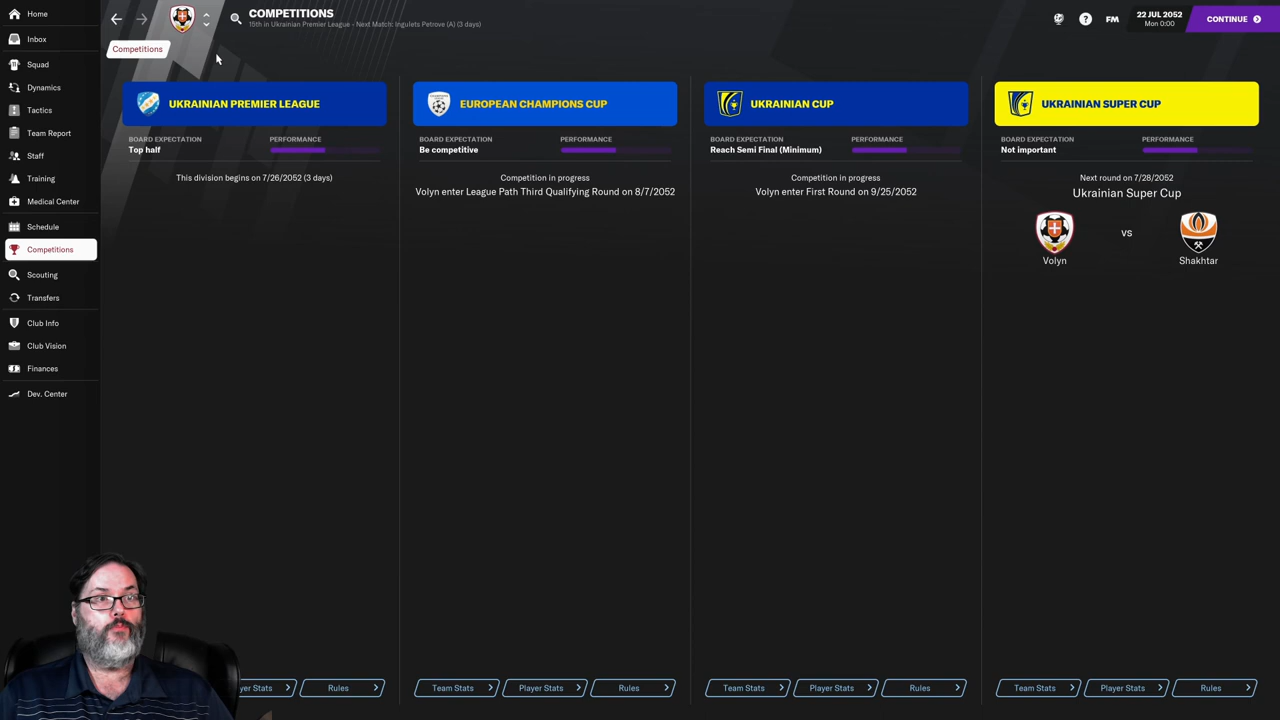 Home
Inbox
Squad
Dynamics
Tactics
Team Report
Staff
Training
Medical Center
Schedule
Competitions
Scouting
Transfers
Club Info
Club Vision
Finances
Dev. Center
COMPETITIONS
15th in Ukrainian Premier League - Next Match: Ingulets Petrove (A) (3 days)
?
FM
22 JUL 2052
Mon 0:00
CONTINUE
Competitions
UKRAINIAN PREMIER LEAGUE
BOARD EXPECTATION
PERFORMANCE
Top half
This division begins on 7/26/2052 (3 days)
yer Stats
Rules
EUROPEAN CHAMPIONS CUP
BOARD EXPECTATION
PERFORMANCE
Be competitive
Competition in progress
Volyn enter League Path Third Qualifying Round on 8/7/2052
Team Stats
Player Stats
Rules
UKRAINIAN CUP
BOARD EXPECTATION
PERFORMANCE
Reach Semi Final (Minimum)
Competition in progress
Volyn enter First Round on 9/25/2052
Team Stats
Player Stats
Rules
UKRAINIAN SUPER CUP
BOARD EXPECTATION
PERFORMANCE
Not important
Next round on 7/28/2052
Ukrainian Super Cup
vs
Volyn
Shakhtar
Team Stats
Player Stats
Rules